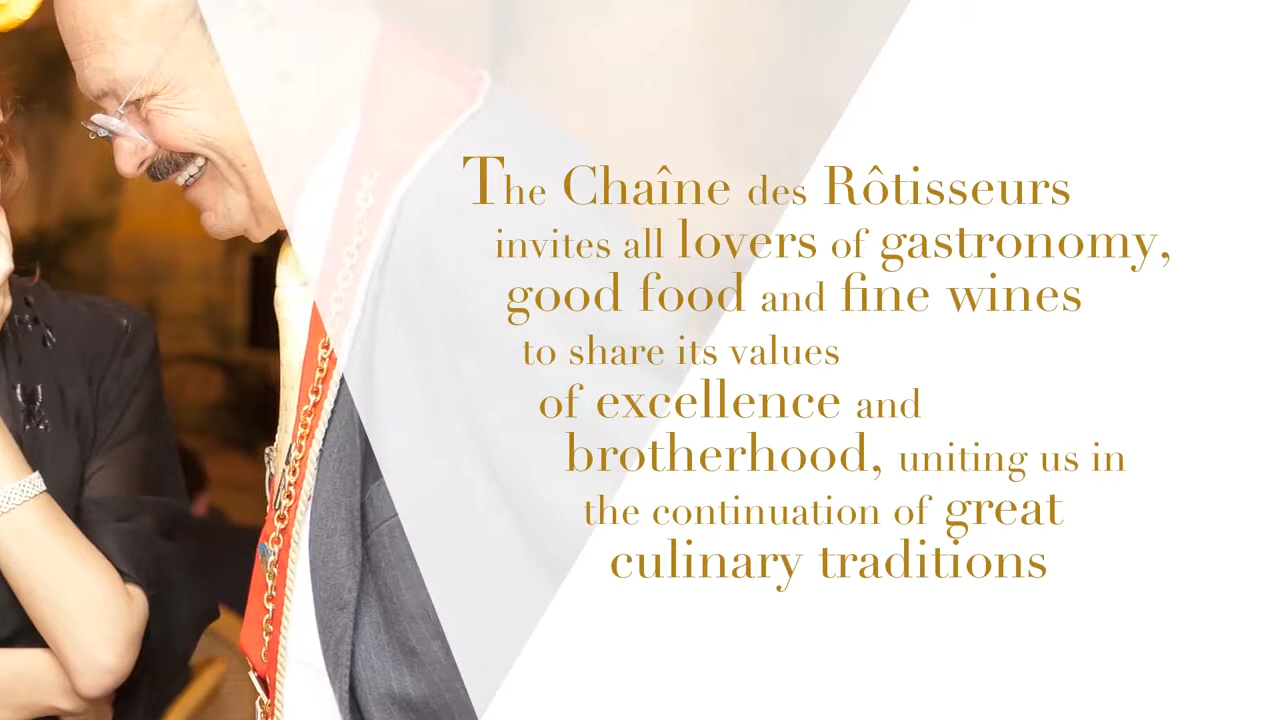 The Chaîne des Rôtisseurs
invites all lovers of gastronomy,
good food and fine wines
to share its values
of excellence and
brotherhood, uniting us in
the continuation of great
culinary traditions